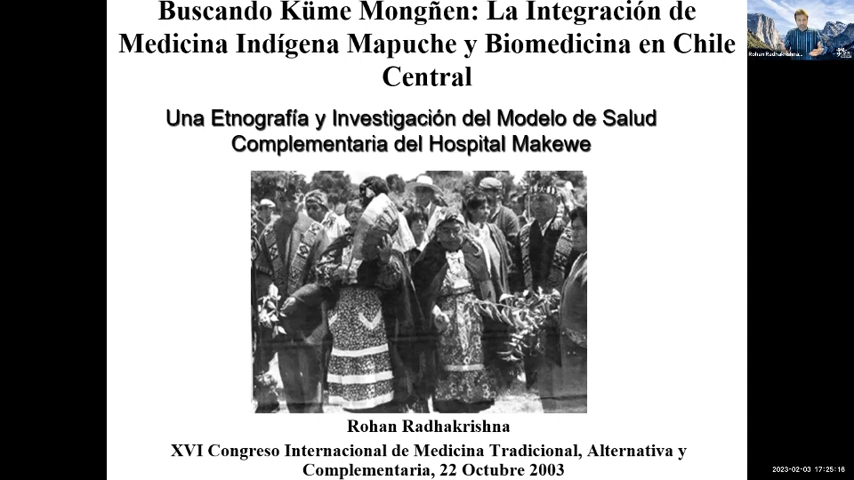 Buscando Küme Mongñen: La Integración de
Medicina Indígena Mapuche y Biomedicina en Chile
Central
Una Etnografía y Investigación del Modelo de Salud
Complementaria del Hospital Makewe
Rohan Radhakrishna
XVI Congreso Internacional de Medicina Tradicional, Alternativa y
Complementaria, 22 Octubre 2003
Rohan Radhakrishna...
2023-02-03 17:25:16